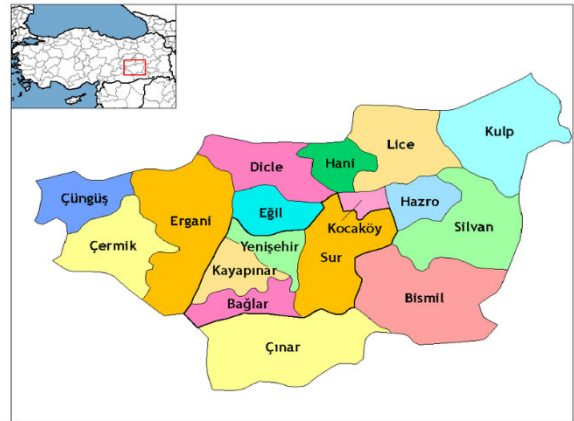 Kulp
Lice
Hani
Dicle
Çüngüş
Hazro
Eğil
Ergani
Kocaköy
Silvan
Çermik
Yenişehir
Sur
Kayapınar
Bismil
Bağlar
Çınar